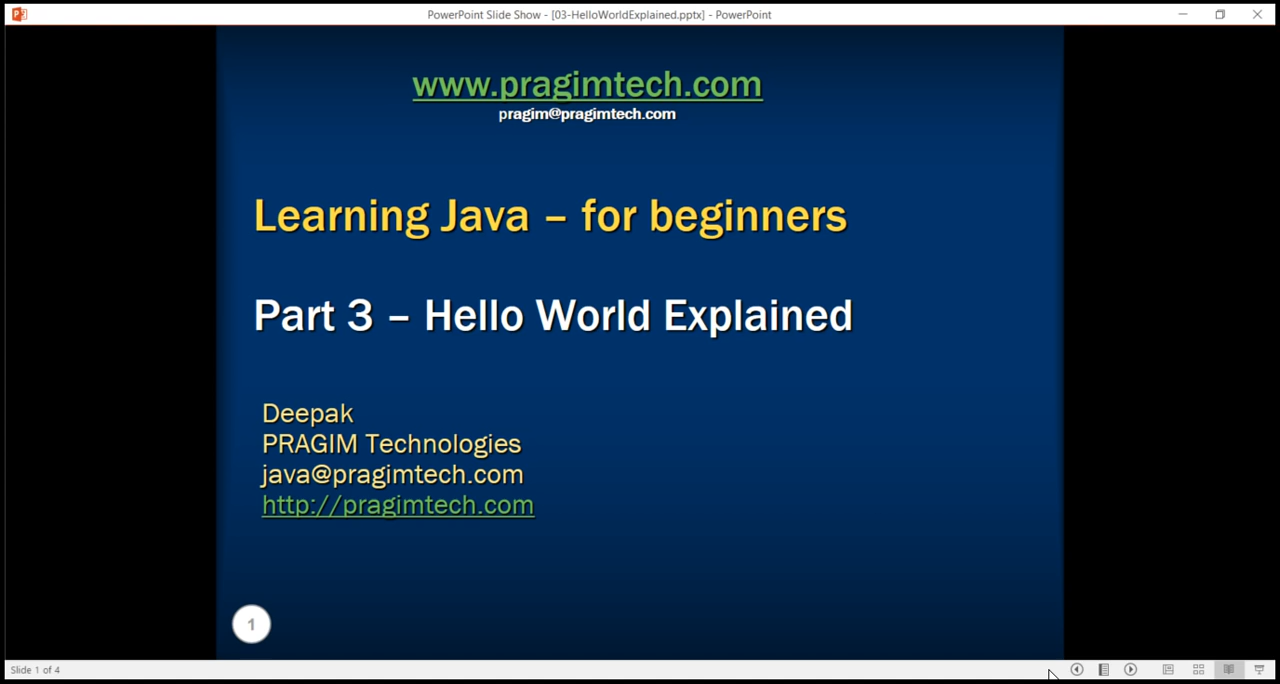 PowerPoint Slide Show - [03-HelloWorldExplained.pptx] - PowerPoint
www.pragimtech.com
pragim@pragimtech.com
Learning Java – for beginners
Part 3 – Hello World Explained
Deepak
PRAGIM Technologies
java@pragimtech.com
http://pragimtech.com
1
Slide 1 of 4